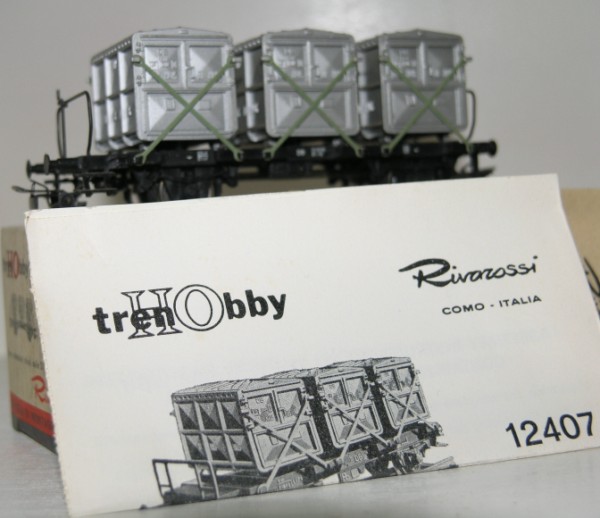 trenHObby
Rivarossi
COMO - ITALIA
12407